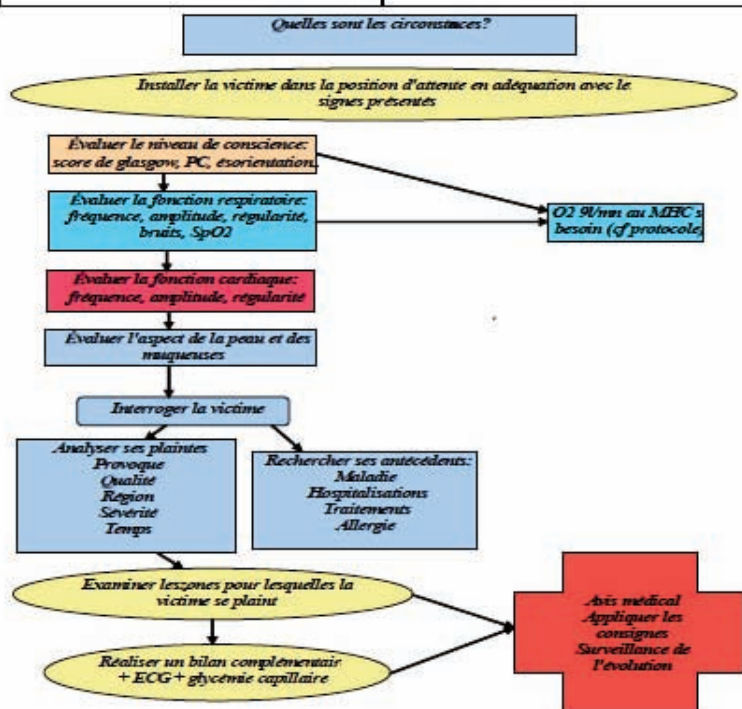 Quelles sont les circonstnces?
Installer la victime dans la position d'attente en adéquation avec le
signes présentés
Évaluer le niveau de conscience:
score de glasgow, PC, ésorientation..
Évaluer la fonction respiratoire:
fréquence, amplitude, régularité,
bruits, SpO2
O2 9l/mn au MHC s
besoin (cf protocole)
Évaluer la fonction cardiaque:
fréquence, amplitude, régularité
Évaluer l'aspect de la peau et des
muqueuses
Interroger la victime
Analyser ses plaintes
Provoque
Qualité
Région
Sévérité
Temps
Rechercher ses antécédents:
Maladie
Hospitalisations
Traitements
Allergie
Examiner leszones pour lesquelles la
victime se plaint
Réaliser un bilan complémentair
+ ECG + glycémie capillaire
Avis médical
Appliquer les
consignes
Surveillance de
l'évolution